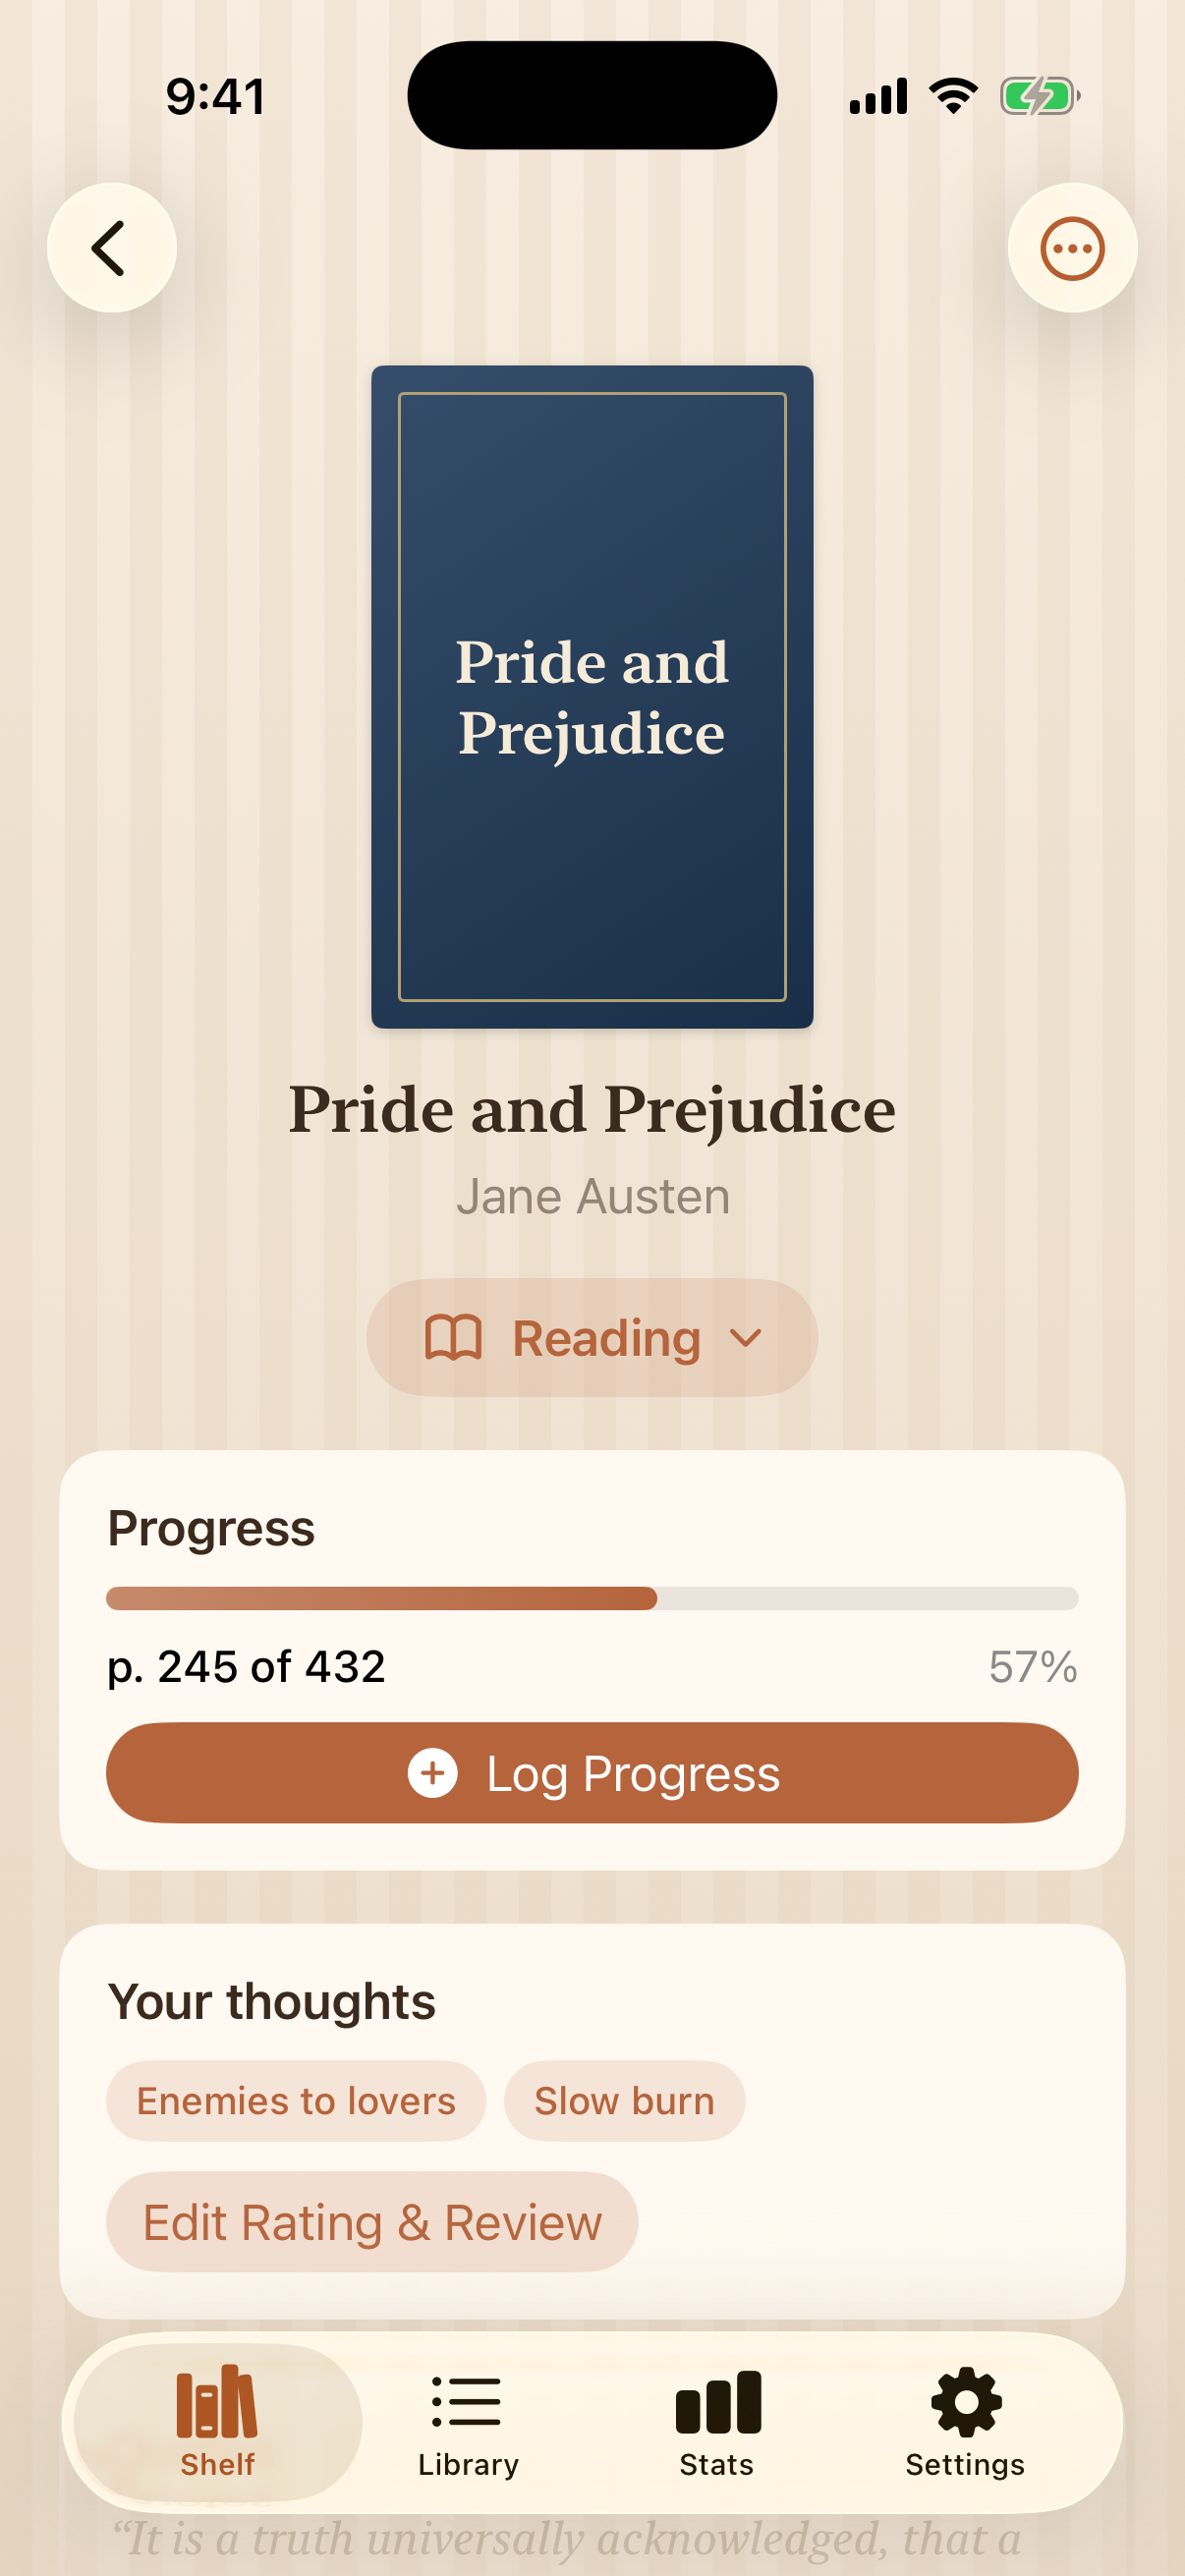 9:41
Pride and
Prejudice
Pride and Prejudice
Jane Austen
Reading
Progress
p. 245 of 432
57%
Log Progress
Your thoughts
Enemies to lovers
Slow burn
Edit Rating & Review
Shelf
Library
Stats
Settings
“It is a truth universally acknowledged, that a